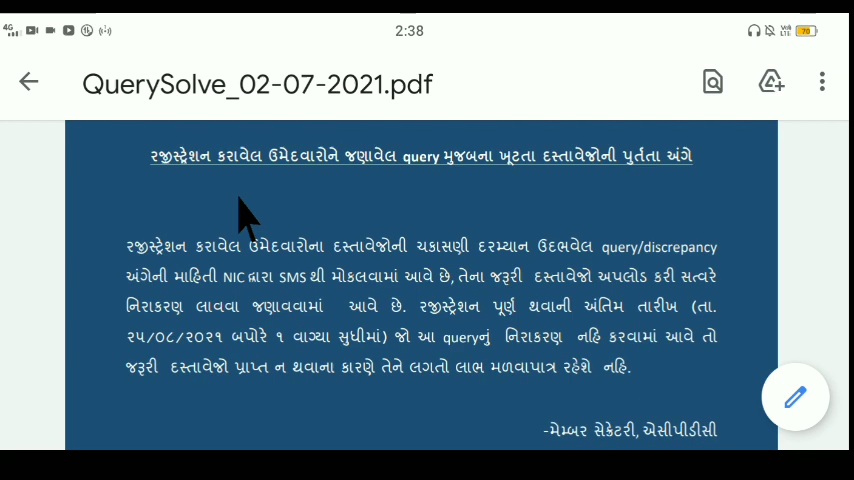 4G 2:38 70
QuerySolve_02-07-2021.pdf
રજીસ્ટ્રેશન કરાવેલ ઉમેદવારોને જણાવેલ query મુજબના ખૂટતા દસ્તાવેજોની પુર્તતા અંગે
રજીસ્ટ્રેશન કરાવેલ ઉમેદવારોના દસ્તાવેજોની ચકાસણી દરમ્યાન ઉદભવેલ query/discrepancy
અંગેની માહિતી NIC દ્વારા SMS થી મોકલવામાં આવે છે, તેના જરૂરી દસ્તાવેજો અપલોડ કરી સત્વરે
નિરાકરણ લાવવા જણાવવામાં આવે છે. રજીસ્ટ્રેશન પૂર્ણ થવાની અંતિમ તારીખ (તા.
૨૫/૦૮/૨૦૨૧ બપોરે ૧ વાગ્યા સુધીમાં) જો આ queryનું નિરાકરણ નહિ કરવામાં આવે તો
જરૂરી દસ્તાવેજો પ્રાપ્ત ન થવાના કારણે તેને લગતો લાભ મળવાપાત્ર રહેશે નહિ.
-મેમ્બર સેક્રેટરી, એસીપીડીસી